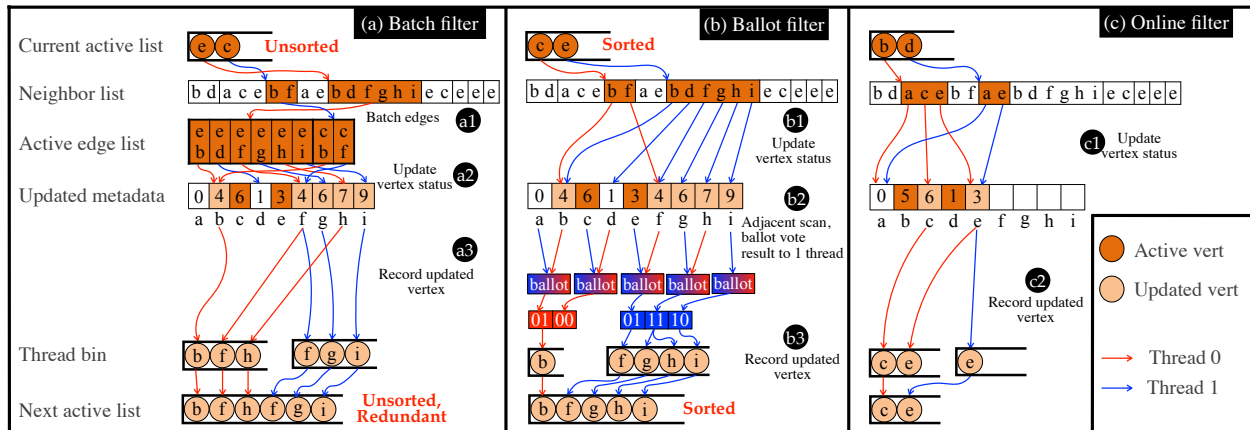 (a) Batch filter
(b) Ballot filter
(c) Online filter
Current active list
e c
Unsorted
c e
Sorted
b d
Neighbor list
b d a c e b f a e b d f g h i e c e e e
b d a c e b f a e b d f g h i e c e e e
b d a c e b f a e b d f g h i e c e e e
Batch edges
a1
b1
Update
vertex status
c1
Update
vertex status
Active edge list
e e e e e e c c
b d f g h i b f
Update
vertex status
a2
Updated metadata
0 4 6 1 3 4 6 7 9
a b c d e f g h i
0 4 6 1 3 4 6 7 9
a b c d e f g h i
b2
Adjacent scan,
ballot vote
result to 1 thread
0 5 6 1 3
a b c d e f g h i
a3
Record updated
vertex
ballot ballot ballot ballot ballot
01 00 01 11 10
c2
Record updated
vertex
Active vert
Updated vert
Thread 0
Thread 1
Thread bin
b f h
f g i
b
f g h i
b3
Record updated
vertex
c e
e
Next active list
b f h f g i
Unsorted,
Redundant
b f g h i
Sorted
c e